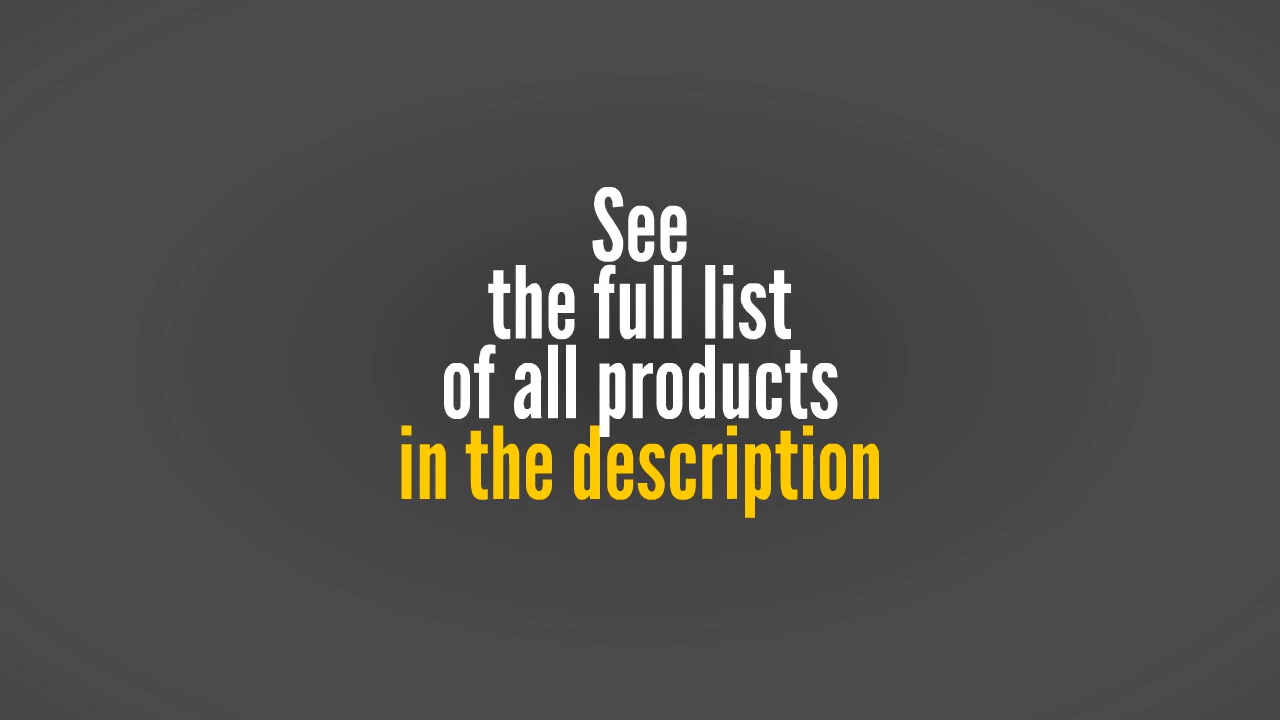 See
the full list
of all products
in the description